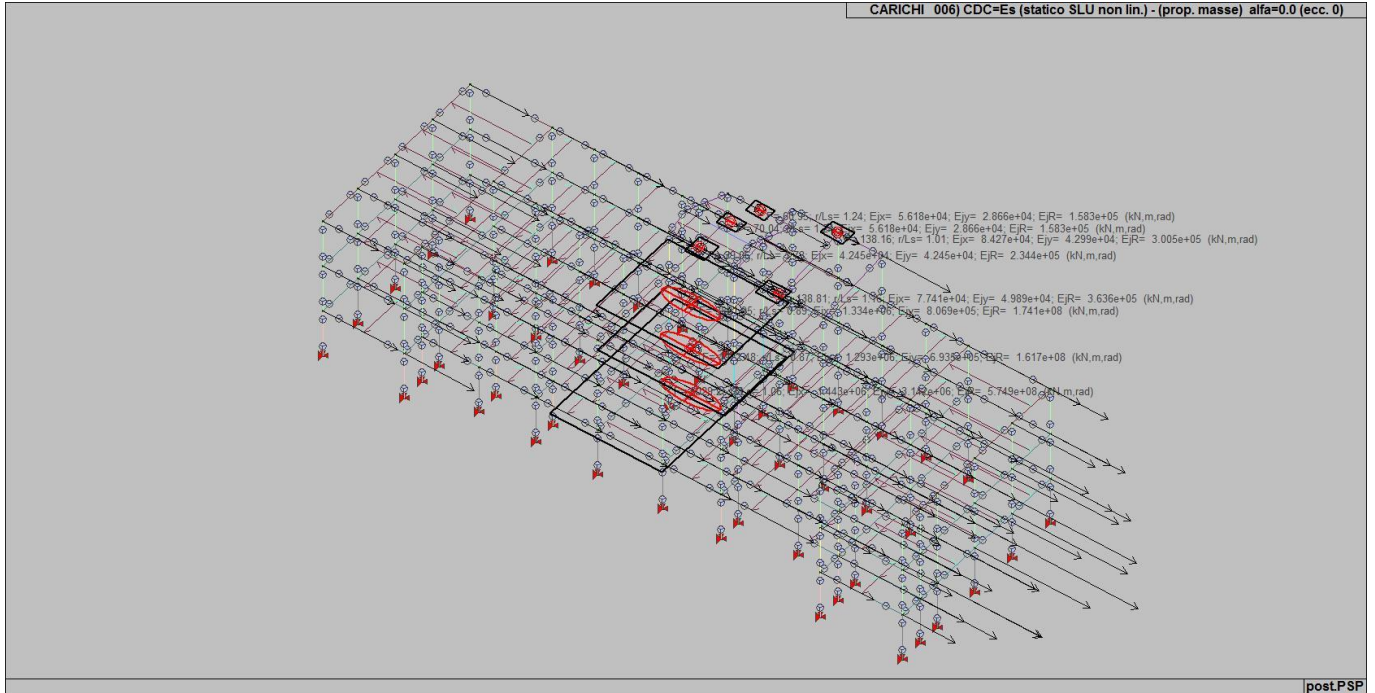 CARICHI 006) CDC=Es (statico SLU non lin.) - (prop. masse) alfa=0.0 (ecc. 0)
r/Ls= 1.24; Ejx= 5.618e+04; Ejy= 2.866e+04; EjR= 1.583e+05 (kN,m,rad)
5.618e+04; Ejy= 2.866e+04; EjR= 1.583e+05 (kN,m,rad)
138.16; r/Ls= 1.01; Ejx= 8.427e+04; Ejy= 4.299e+04; EjR= 3.005e+05 (kN,m,rad)
Ejx= 4.245e+04; Ejy= 4.245e+04; EjR= 2.344e+05 (kN,m,rad)
138.81; Ejx= 7.741e+04; Ejy= 4.989e+04; EjR= 3.636e+05 (kN,m,rad)
1.334e+06; Ejy= 8.069e+05; EjR= 1.741e+08 (kN,m,rad)
1.293e+06; EjR= 1.617e+08 (kN,m,rad)
5.749e+08
post.PSP